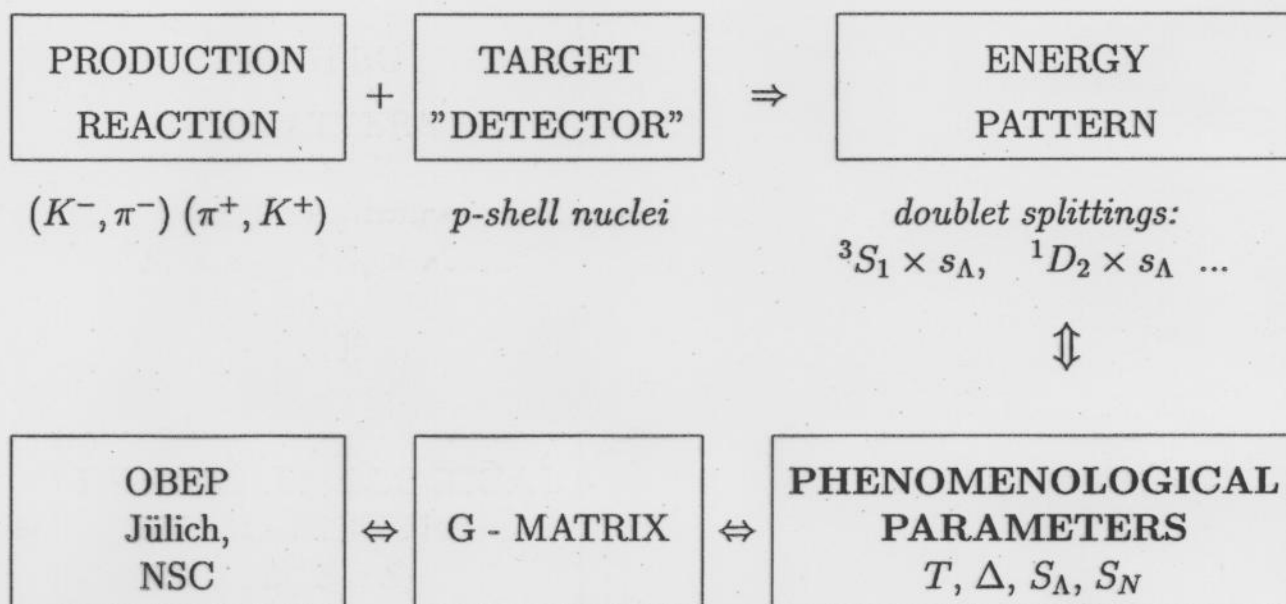 PRODUCTION REACTION + TARGET ”DETECTOR” ⇒ ENERGY PATTERN
(K⁻, π⁻) (π⁺, K⁺) p-shell nuclei doublet splittings:
³S₁ × s_Λ, ¹D₂ × s_Λ ...
⇕
OBEP Jülich, NSC ⇔ G - MATRIX ⇔ PHENOMENOLOGICAL PARAMETERS T, Δ, S_Λ, S_N